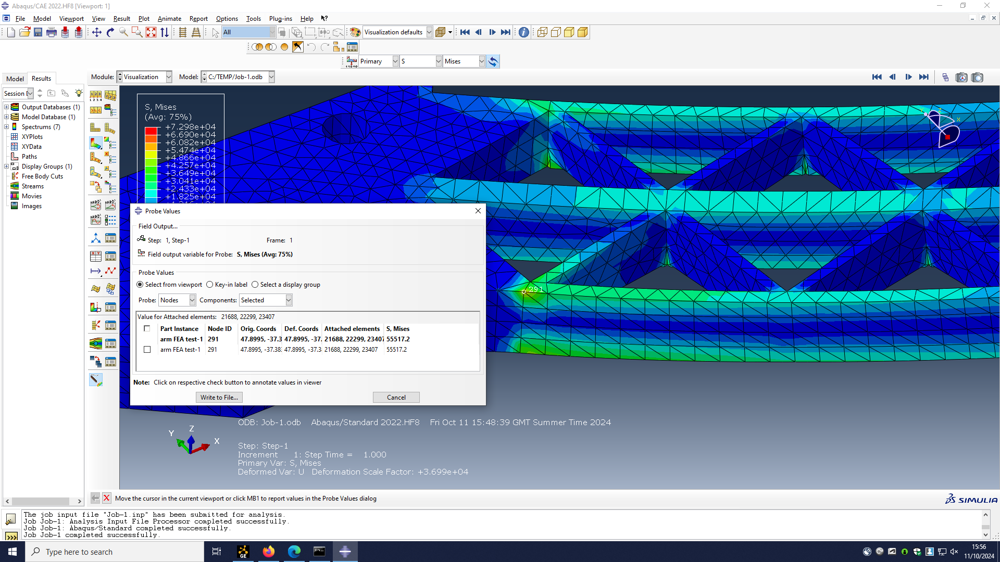 Abaqus/CAE 2022.HF8 [Viewport: 1]
File Model Viewport View Result Plot Animate Report Options Tools Plug-ins Help
All
Visualization defaults
Primary S Mises
Module: Visualization Model: C:/TEMP/Job-1.odb
Model Results
Session
Output Databases (1)
Model Database (1)
Spectrums (7)
XYPlots
XYData
Paths
Display Groups (1)
Free Body Cuts
Streams
Movies
Images
S, Mises
(Avg: 75%)
+7.298e+04
+6.690e+04
+6.082e+04
+5.474e+04
+4.866e+04
+4.257e+04
+3.649e+04
+3.041e+04
+2.433e+04
+1.825e+04
X
291
Probe Values
Field Output...
Step: 1, Step-1 Frame: 1
Field output variable for Probe: S, Mises (Avg: 75%)
Probe Values
Select from viewport Key-in label Select a display group
Probe: Nodes Components: Selected
Value for Attached elements: 21688, 22299, 23407
Part Instance Node ID Orig. Coords Def. Coords Attached elements S, Mises
arm FEA test-1 291 47.8995, -37.3 47.8995, -37. 21688, 22299, 23407 55517.2
arm FEA test-1 291 47.8995, -37.38 47.8995, -37.3 21688, 22299, 23407 55517.2
Note: Click on respective check button to annotate values in viewer
Write to File... Cancel
ODB: Job-1.odb Abaqus/Standard 2022.HF8 Fri Oct 11 15:48:39 GMT Summer Time 2024
Z
Y
X
Step: Step-1
Increment 1: Step Time = 1.000
Primary Var: S, Mises
Deformed Var: U Deformation Scale Factor: +3.699e+04
Move the cursor in the current viewport or click MB1 to report values in the Probe Values dialog
SIMULIA
The job input file "Job-1.inp" has been submitted for analysis.
Job Job-1: Analysis Input File Processor completed successfully.
Job Job-1: Abaqus/Standard completed successfully.
Job Job-1 completed successfully.
>>>
Type here to search
GE
15:56
11/10/2024